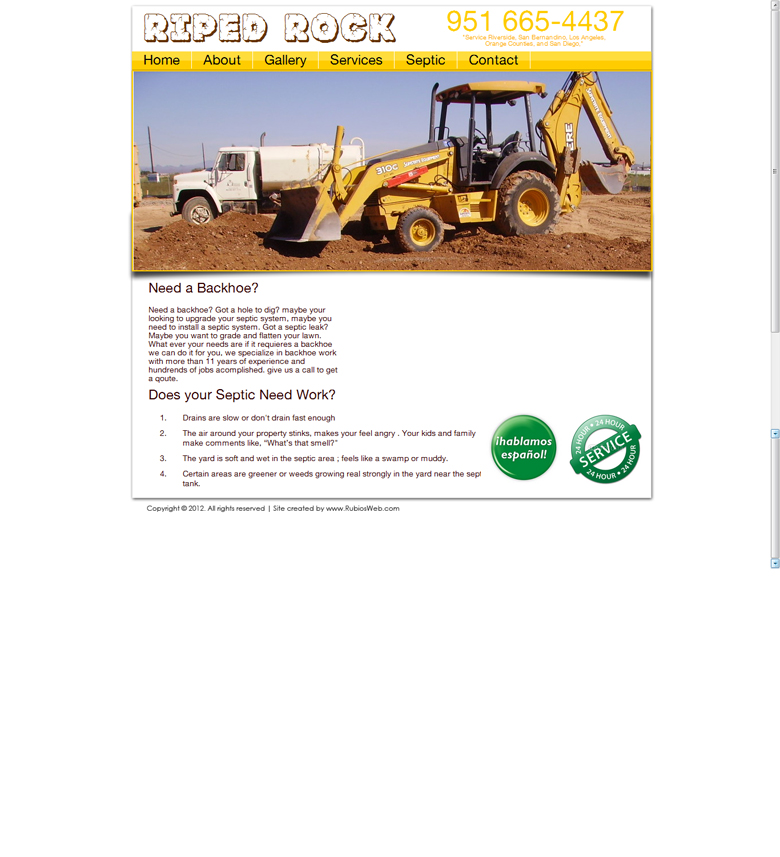 RIPED ROCK
951 665-4437
"Service Riverside, San Bernandino, Los Angeles,
Orange Counties, and San Diego,"
Home
About
Gallery
Services
Septic
Contact
310C
DEERE
Need a Backhoe?
Need a backhoe? Got a hole to dig? maybe your
looking to upgrade your septic system, maybe you
need to install a septic system. Got a septic leak?
Maybe you want to grade and flatten your lawn.
What ever your needs are if it requieres a backhoe
we can do it for you, we specialize in backhoe work
with more than 11 years of experience and
hundrends of jobs acomplished. give us a call to get
a qoute.
Does your Septic Need Work?
1. Drains are slow or don't drain fast enough
2. The air around your property stinks, makes your feel angry . Your kids and family
make comments like, "What's that smell?"
3. The yard is soft and wet in the septic area ; feels like a swamp or muddy.
4. Certain areas are greener or weeds growing real strongly in the yard near the sept
tank.
¡hablamos
español!
24 HOUR • 24 HOUR
SERVICE
24 HOUR • 24 HOUR
Copyright © 2012. All rights reserved | Site created by www.RubiosWeb.com